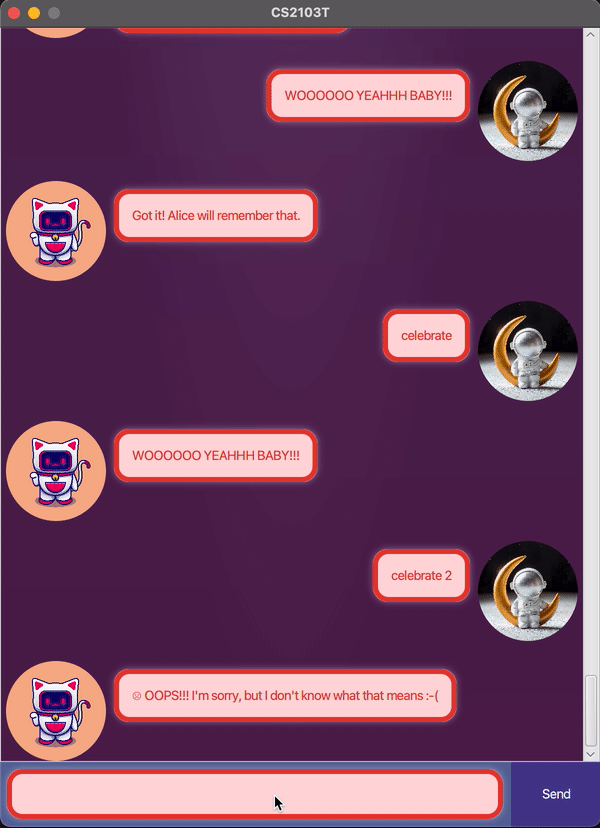 CS2103T
WOOOOOO YEAHHH BABY!!!
Got it! Alice will remember that.
celebrate
WOOOOOO YEAHHH BABY!!!
celebrate 2
☹ OOPS!!! I'm sorry, but I don't know what that means :-(
Send